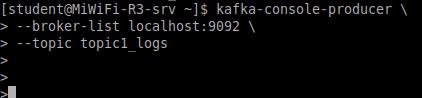 [student@MiWiFi-R3-srv ~]$ kafka-console-producer \
> --broker-list localhost:9092 \
> --topic topic1_logs
>
>
>